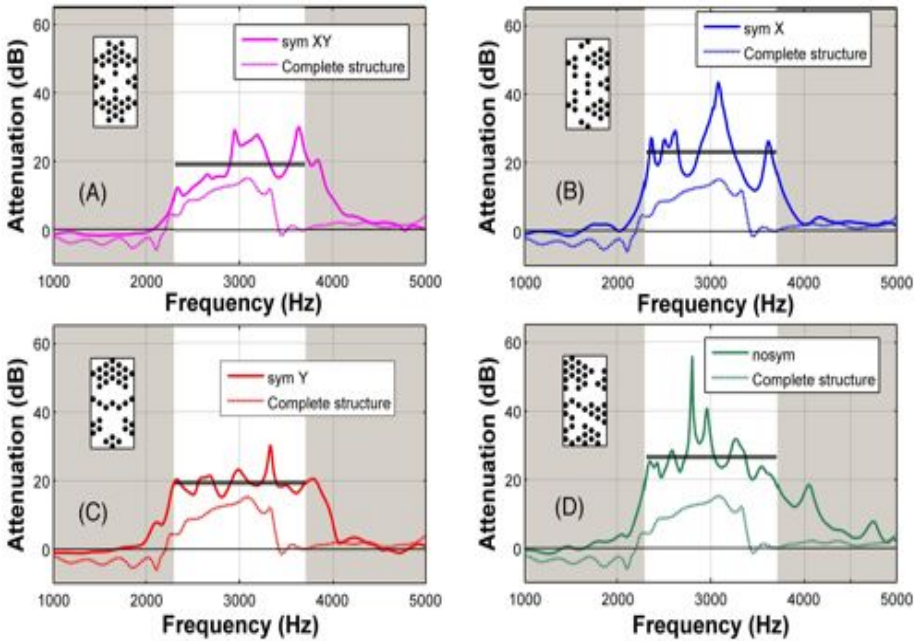 60
40
20
0
Attenuation (dB)
sym XY
Complete structure
(A)
1000 2000 3000 4000 5000
Frequency (Hz)
60
40
20
0
Attenuation (dB)
sym X
Complete structure
(B)
1000 2000 3000 4000 5000
Frequency (Hz)
60
40
20
0
Attenuation (dB)
sym Y
Complete structure
(C)
1000 2000 3000 4000 5000
Frequency (Hz)
60
40
20
0
Attenuation (dB)
nosym
Complete structure
(D)
1000 2000 3000 4000 5000
Frequency (Hz)